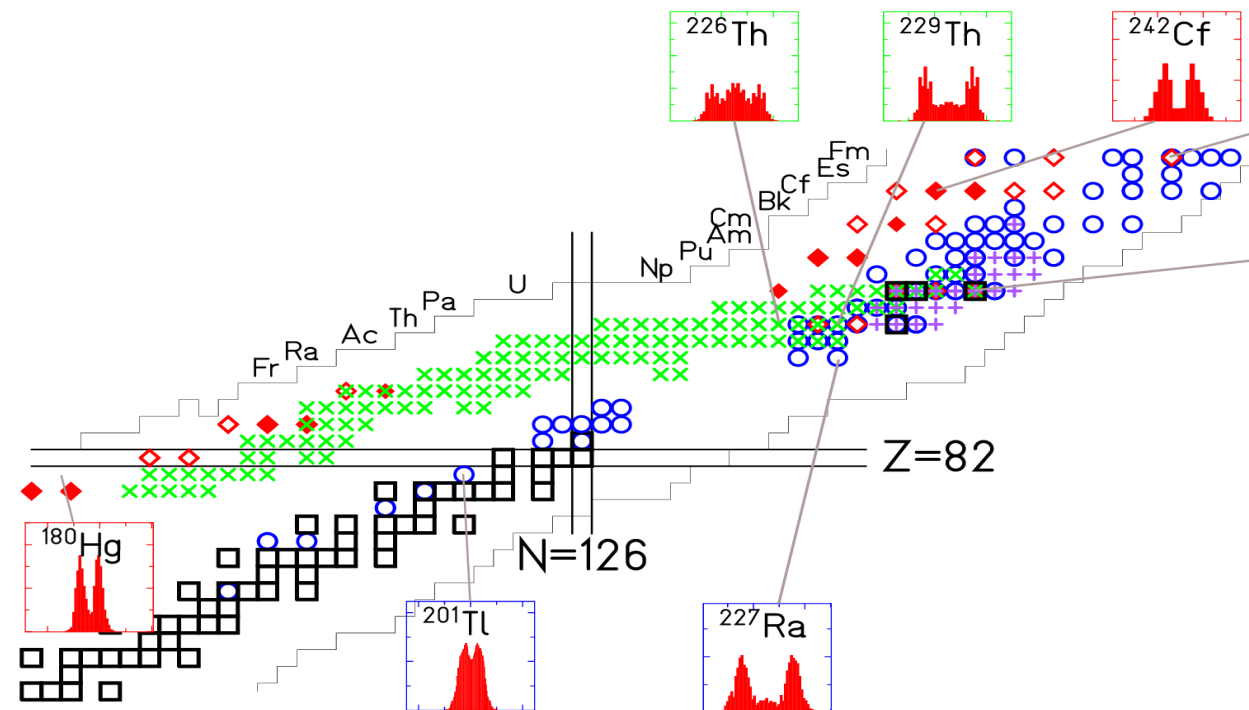 226Th
229Th
242Cf
Fm
Es
Cf
Bk
Cm
Am
Pu
Np
U
Pa
Th
Ac
Ra
Fr
Z=82
N=126
180Hg
201Tl
227Ra